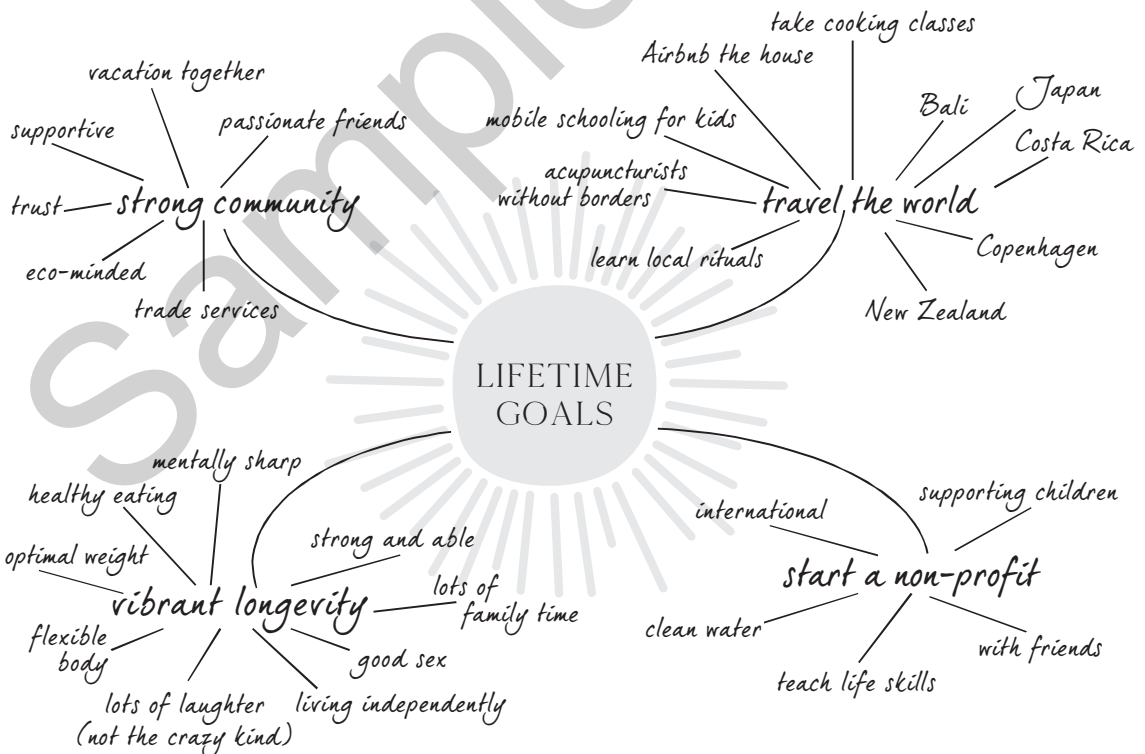 take cooking classes
Airbnb the house
vacation together
Bali
Japan
supportive
passionate friends
mobile schooling for kids
Costa Rica
acupuncturists
without borders
trust
strong community
travel the world
eco-minded
learn local rituals
Copenhagen
trade services
New Zealand
Sample
LIFETIME
GOALS
mentally sharp
healthy eating
supporting children
international
optimal weight
strong and able
start a non-profit
vibrant longevity
lots of
family time
flexible
body
clean water
with friends
good sex
teach life skills
lots of laughter
(not the crazy kind)
living independently